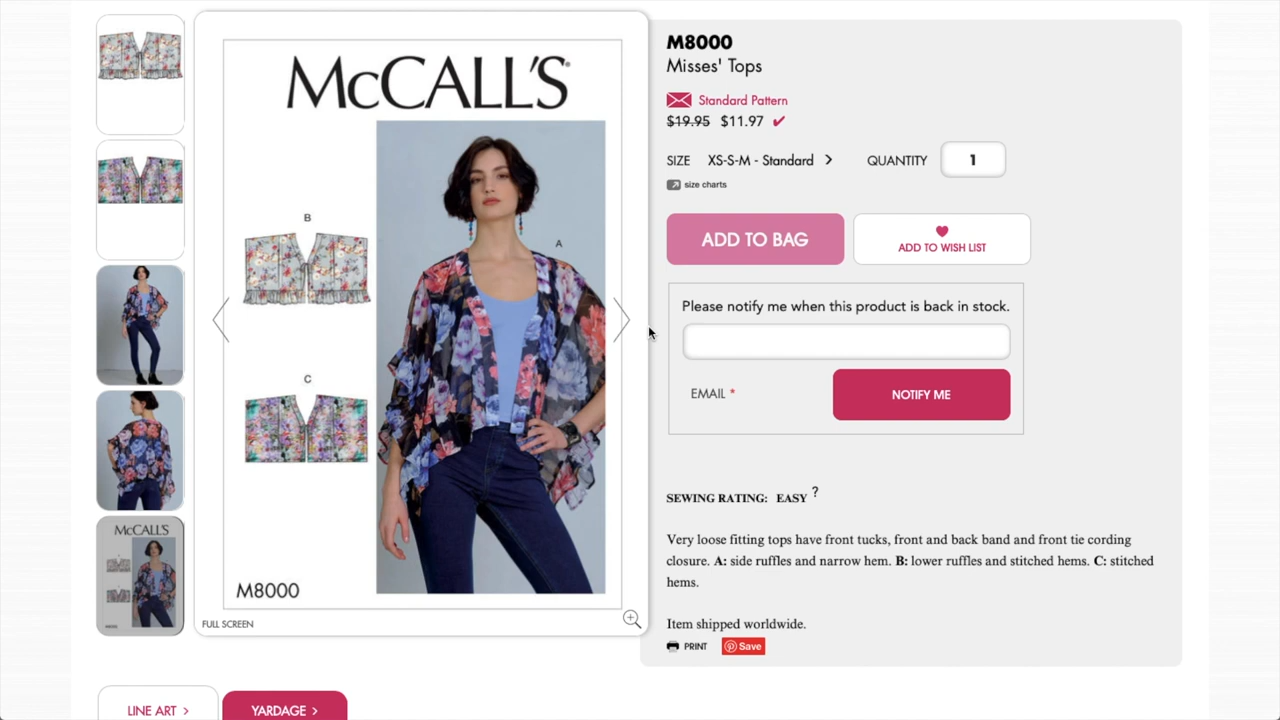 McCALL'S
B
A
C
M8000
FULL SCREEN
McCALL'S
M8000
Misses' Tops
Standard Pattern
$19.95 $11.97
SIZE XS-S-M - Standard QUANTITY 1
size charts
ADD TO BAG
ADD TO WISH LIST
Please notify me when this product is back in stock.
EMAIL *
NOTIFY ME
SEWING RATING: EASY ?
Very loose fitting tops have front tucks, front and back band and front tie cording
closure. A: side ruffles and narrow hem. B: lower ruffles and stitched hems. C: stitched
hems.
Item shipped worldwide.
PRINT Save
LINE ART > YARDAGE >